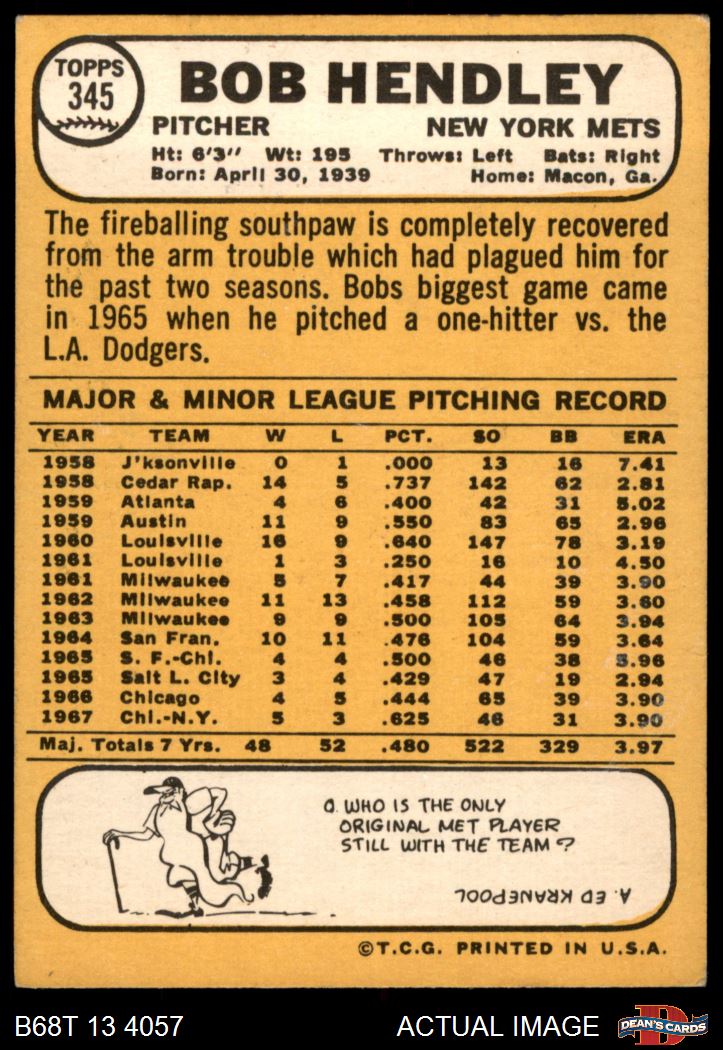 TOPPS
345
BOB HENDLEY
PITCHER NEW YORK METS
Ht: 6'3" Wt: 195 Throws: Left Bats: Right
Born: April 30, 1939 Home: Macon, Ga.
The fireballing southpaw is completely recovered
from the arm trouble which had plagued him for
the past two seasons. Bobs biggest game came
in 1965 when he pitched a one-hitter vs. the
L.A. Dodgers.
MAJOR & MINOR LEAGUE PITCHING RECORD
YEAR TEAM W L PCT. SO BB ERA
1958 J'ksonville 0 1 .000 13 16 7.41
1958 Cedar Rap. 14 5 .737 142 62 2.81
1959 Atlanta 4 6 .400 42 31 5.02
1959 Austin 11 9 .550 83 65 2.96
1960 Louisville 16 9 .640 147 78 3.19
1961 Louisville 1 3 .250 16 10 4.50
1961 Milwaukee 5 7 .417 44 39 3.90
1962 Milwaukee 11 13 .458 112 59 3.60
1963 Milwaukee 9 9 .500 105 64 3.94
1964 San Fran. 10 11 .476 104 59 3.64
1965 S. F.-Chi. 4 4 .500 46 38 5.96
1965 Salt L. City 3 4 .429 47 19 2.94
1966 Chicago 4 5 .444 65 39 3.90
1967 Chi.-N.Y. 5 3 .625 46 31 3.90
Maj. Totals 7 Yrs. 48 52 .480 522 329 3.97
Q. WHO IS THE ONLY
ORIGINAL MET PLAYER
STILL WITH THE TEAM?
A. ED KRANEPOOL
©T.C.G. PRINTED IN U.S.A.
B68T 13 4057 ACTUAL IMAGE DEAN'S CARDS